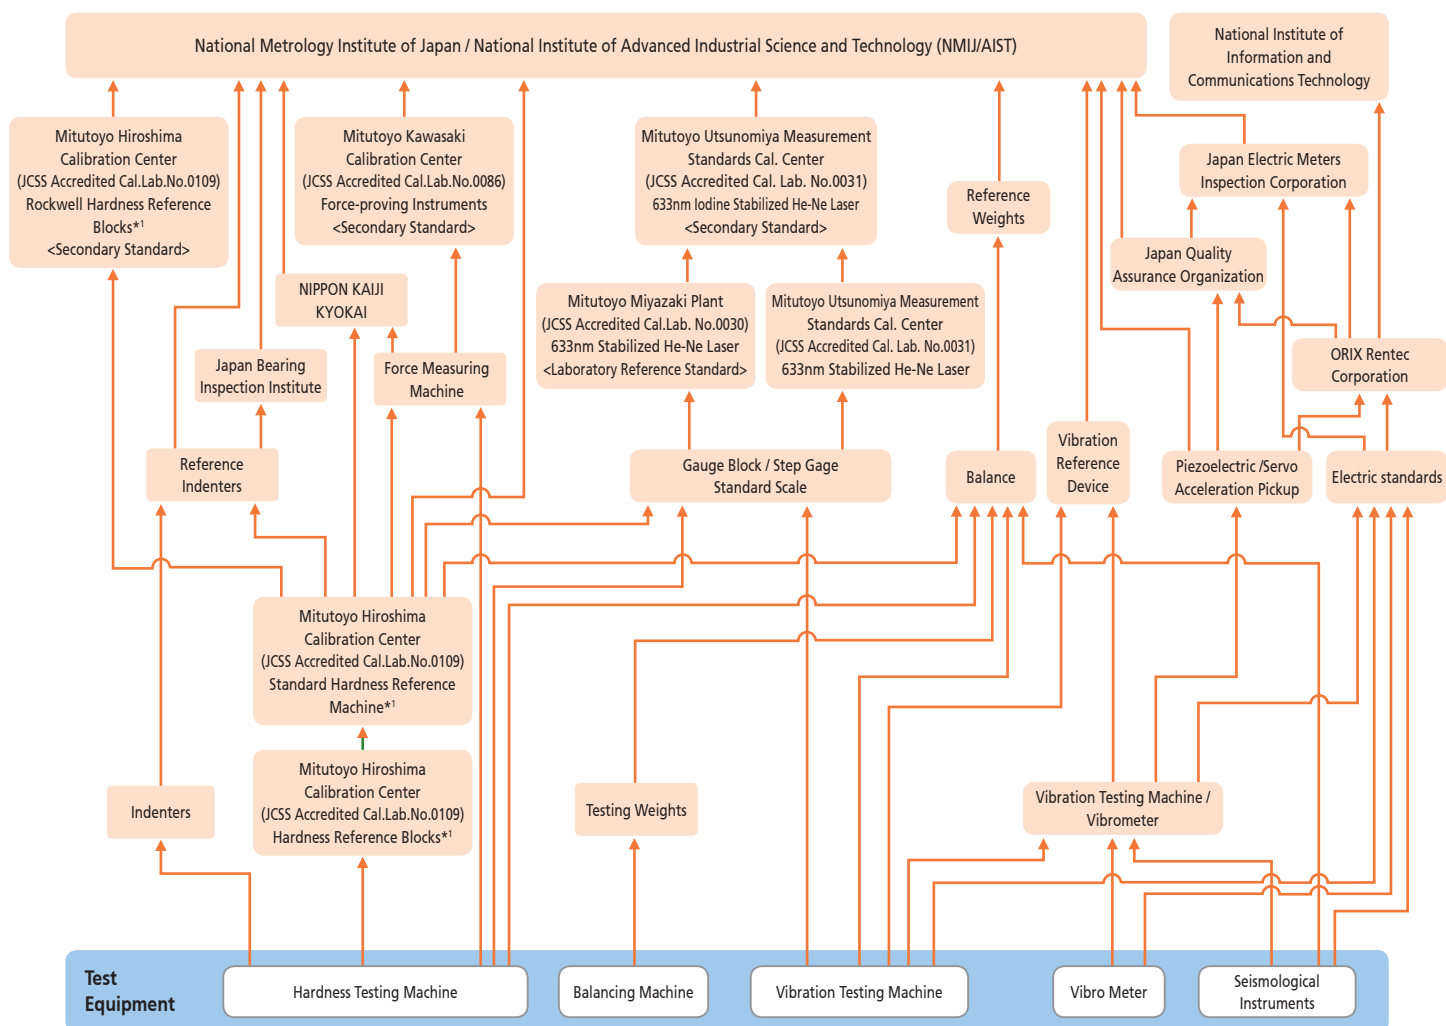 National Metrology Institute of Japan / National Institute of Advanced Industrial Science and Technology (NMIJ/AIST)
National Institute of
Information and
Communications Technology
Mitutoyo Hiroshima
Calibration Center
(JCSS Accredited Cal.Lab.No.0109)
Rockwell Hardness Reference
Blocks*1
<Secondary Standard>
Mitutoyo Kawasaki
Calibration Center
(JCSS Accredited Cal.Lab.No.0086)
Force-proving Instruments
<Secondary Standard>
Mitutoyo Utsunomiya Measurement
Standards Cal. Center
(JCSS Accredited Cal. Lab. No.0031)
633nm Iodine Stabilized He-Ne Laser
<Secondary Standard>
Reference
Weights
Japan Electric Meters
Inspection Corporation
Japan Quality
Assurance Organization
NIPPON KAIJI
KYOKAI
Mitutoyo Miyazaki Plant
(JCSS Accredited Cal.Lab. No.0030)
633nm Stabilized He-Ne Laser
<Laboratory Reference Standard>
Mitutoyo Utsunomiya Measurement
Standards Cal. Center
(JCSS Accredited Cal. Lab. No.0031)
633nm Stabilized He-Ne Laser
Japan Bearing
Inspection Institute
Force Measuring
Machine
ORIX Rentec
Corporation
Reference
Indenters
Gauge Block / Step Gage
Standard Scale
Balance
Vibration
Reference
Device
Piezoelectric /Servo
Acceleration Pickup
Electric standards
Mitutoyo Hiroshima
Calibration Center
(JCSS Accredited Cal.Lab.No.0109)
Standard Hardness Reference
Machine*1
Mitutoyo Hiroshima
Calibration Center
(JCSS Accredited Cal.Lab.No.0109)
Hardness Reference Blocks*1
Indenters
Testing Weights
Vibration Testing Machine /
Vibrometer
Test
Equipment
Hardness Testing Machine
Balancing Machine
Vibration Testing Machine
Vibro Meter
Seismological
Instruments